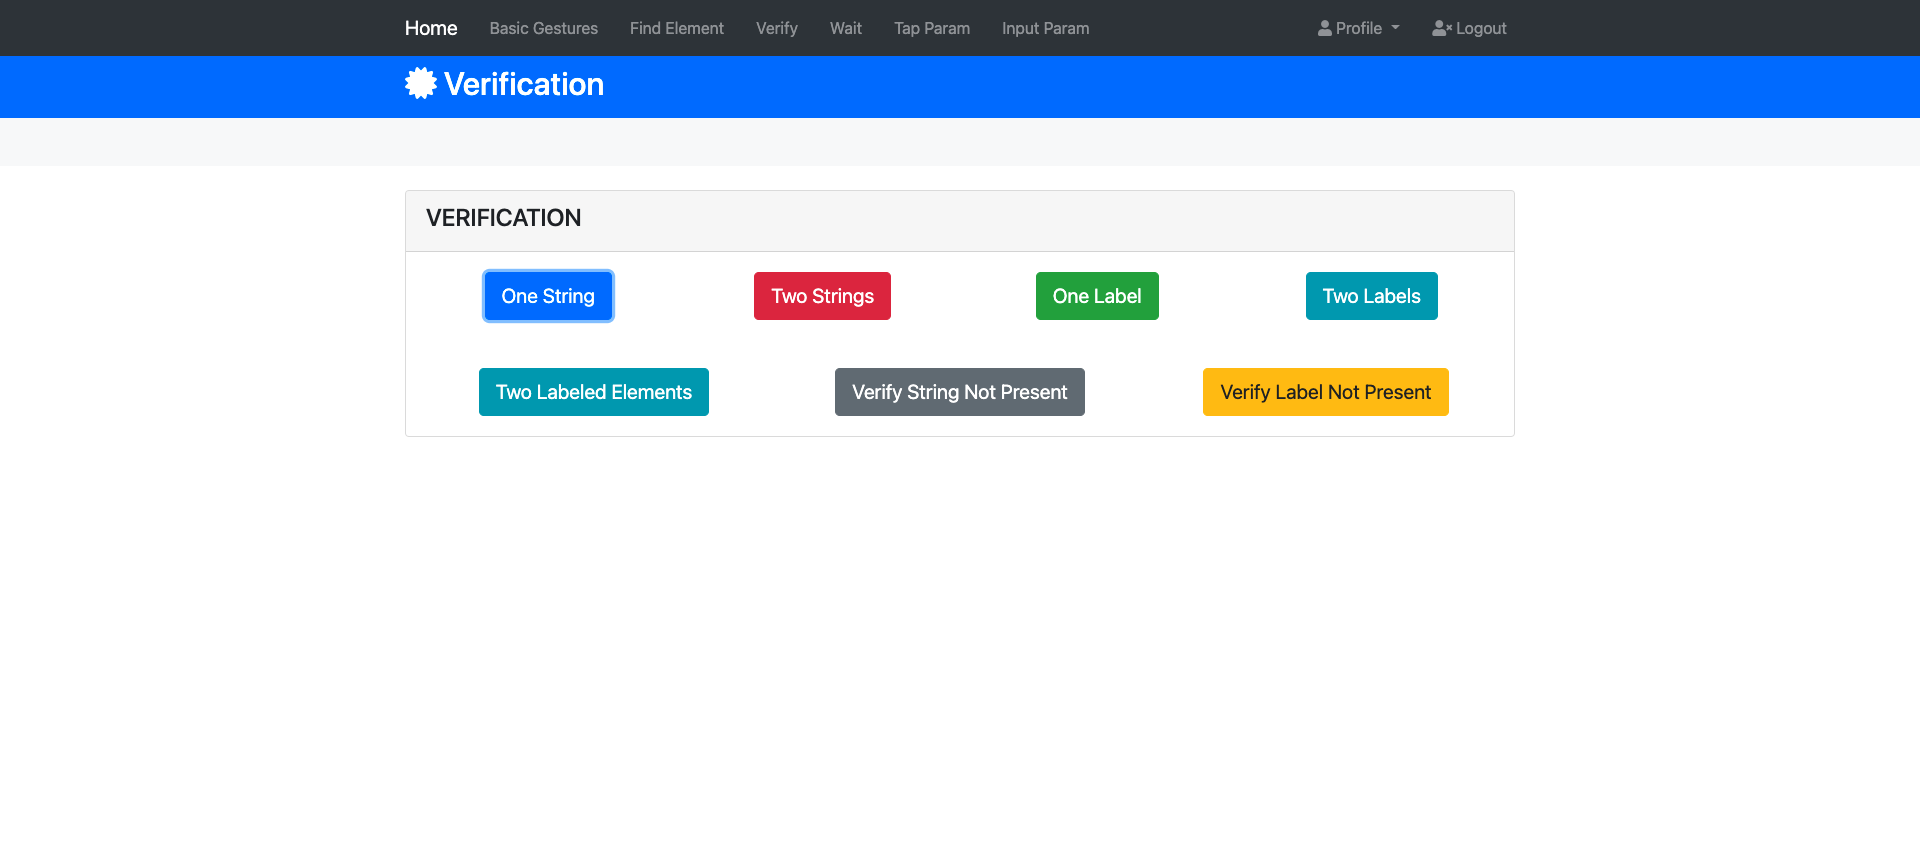 Home Basic Gestures Find Element Verify Wait Tap Param Input Param Profile Logout
Verification
VERIFICATION
One String Two Strings One Label Two Labels
Two Labeled Elements Verify String Not Present Verify Label Not Present